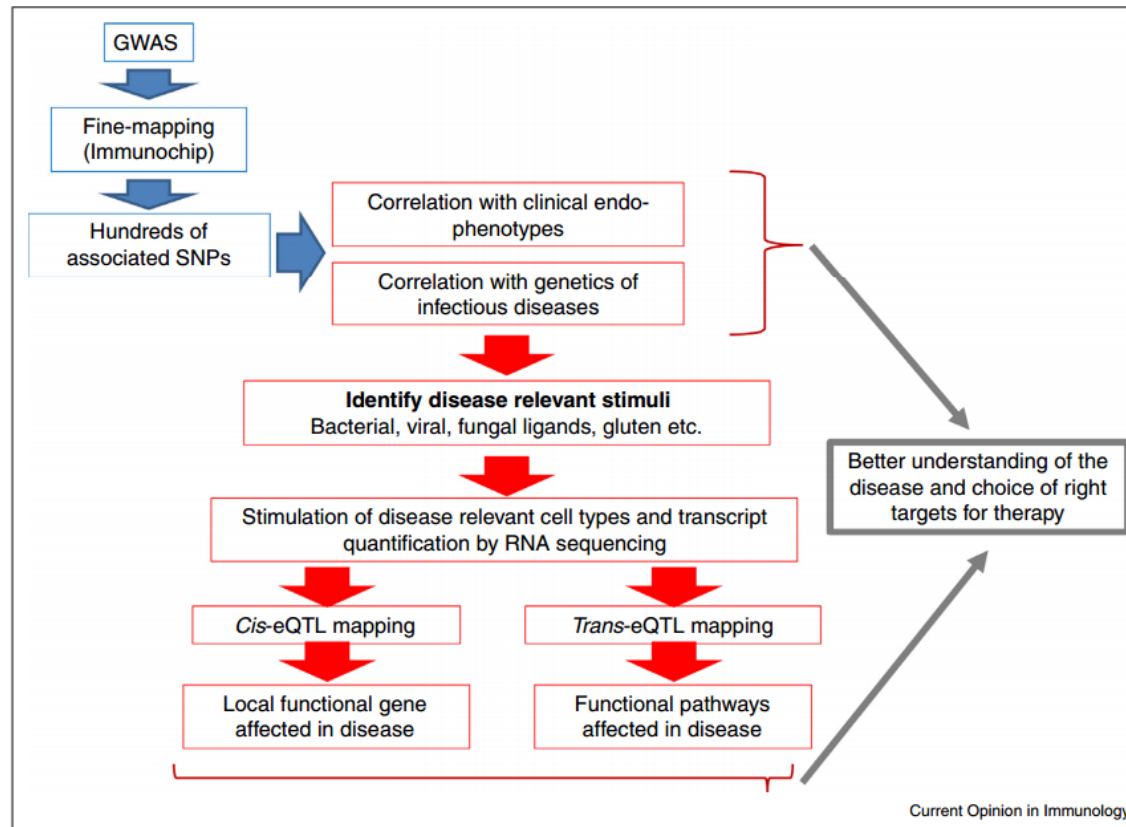 GWAS
Fine-mapping
(Immunochip)
Hundreds of
associated SNPs
Correlation with clinical endo-
phenotypes
Correlation with genetics of
infectious diseases
Identify disease relevant stimuli
Bacterial, viral, fungal ligands, gluten etc.
Stimulation of disease relevant cell types and transcript
quantification by RNA sequencing
Cis-eQTL mapping
Trans-eQTL mapping
Local functional gene
affected in disease
Functional pathways
affected in disease
Better understanding of the
disease and choice of right
targets for therapy
Current Opinion in Immunology